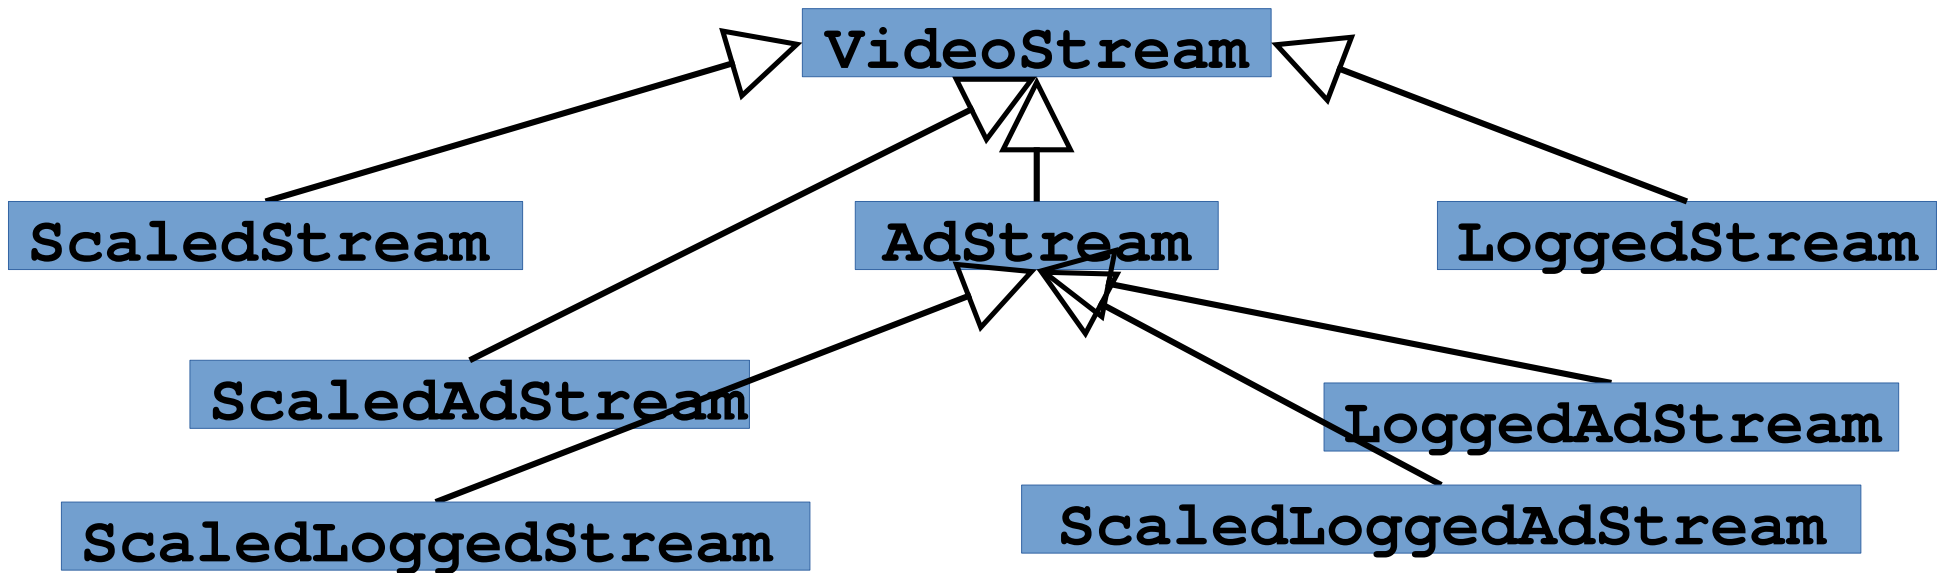 VideoStream
ScaledStream
AdStream
LoggedStream
ScaledAdStream
LoggedAdStream
ScaledLoggedStream
ScaledLoggedAdStream